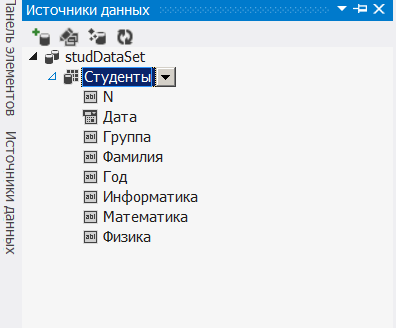 Источники данных
Панель элементов
Источники данных
studDataSet
Студенты
N
Дата
Группа
Фамилия
Год
Информатика
Математика
Физика